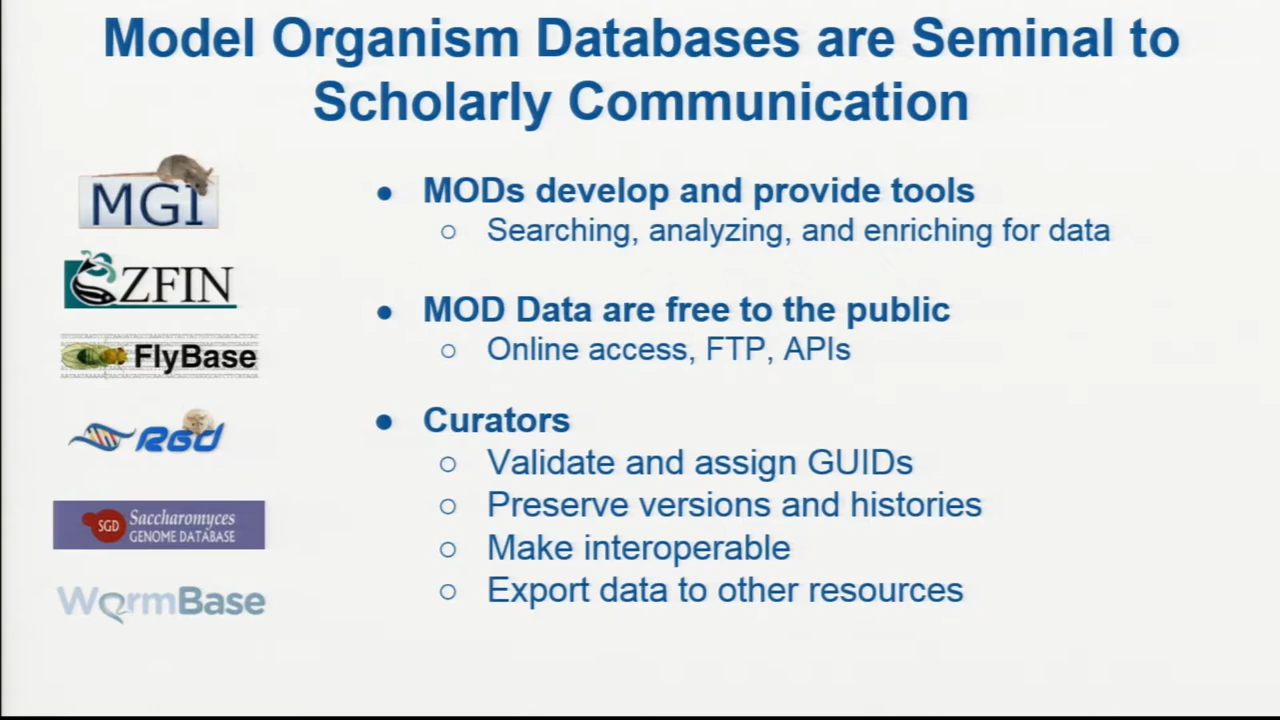 Model Organism Databases are Seminal to
Scholarly Communication
MGI
ZFIN
FlyBase
RGD
SGD Saccharomyces
GENOME DATABASE
WormBase
● MODs develop and provide tools
○ Searching, analyzing, and enriching for data
● MOD Data are free to the public
○ Online access, FTP, APIs
● Curators
○ Validate and assign GUIDs
○ Preserve versions and histories
○ Make interoperable
○ Export data to other resources